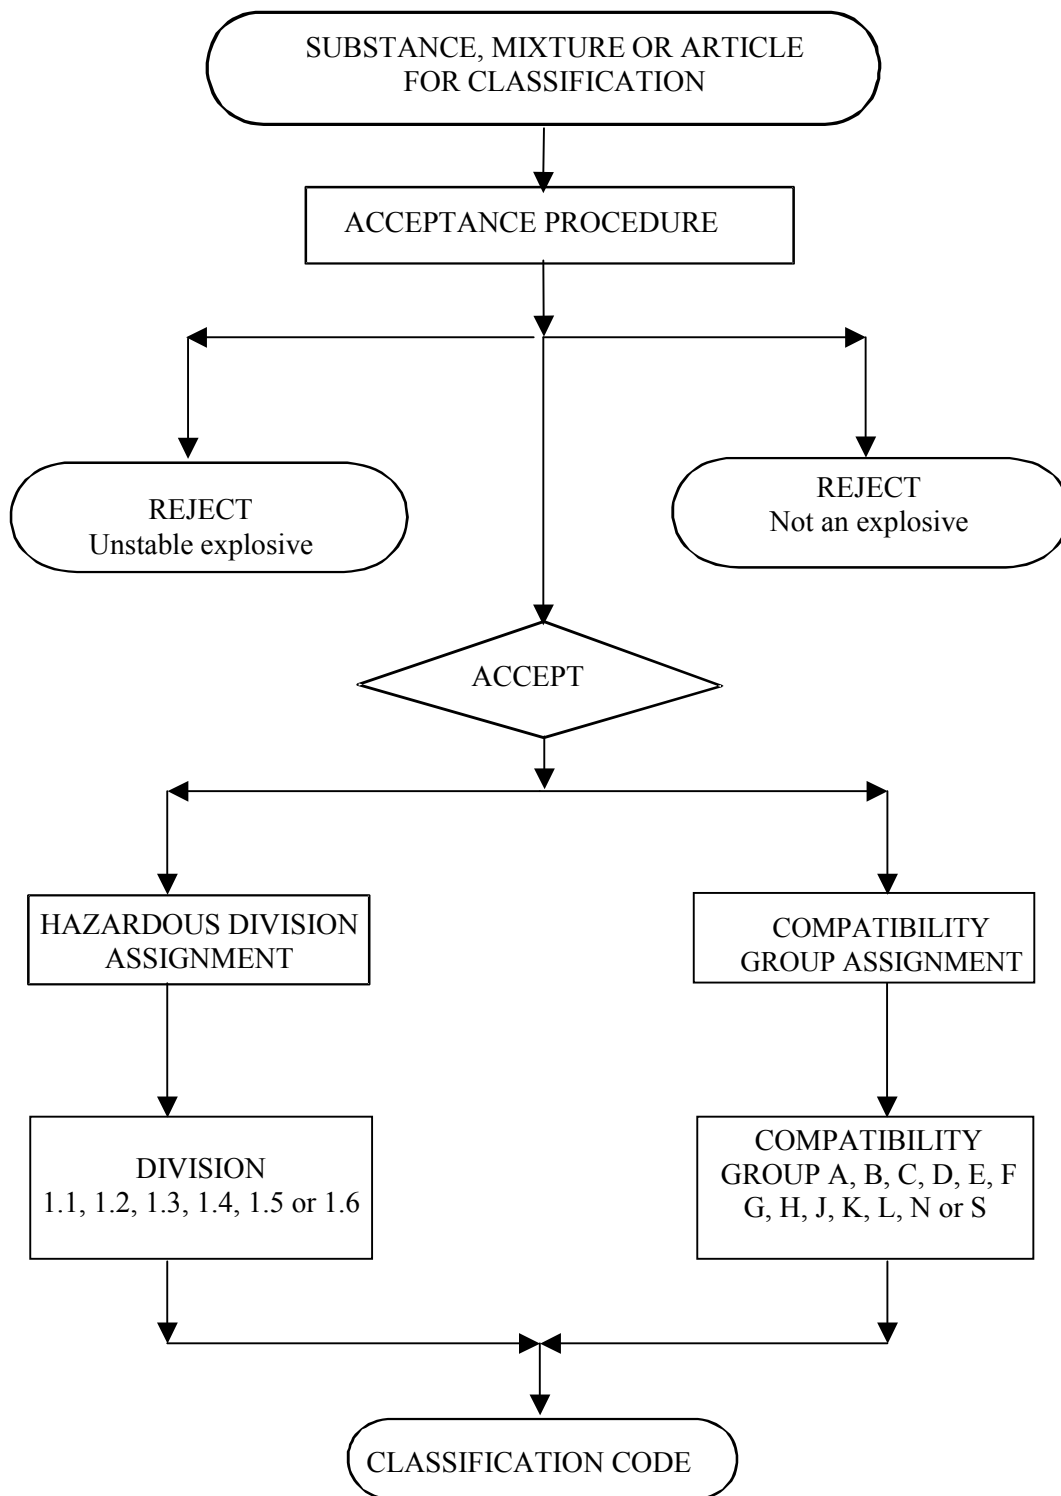 SUBSTANCE, MIXTURE OR ARTICLE
FOR CLASSIFICATION
ACCEPTANCE PROCEDURE
REJECT
Unstable explosive
REJECT
Not an explosive
ACCEPT
HAZARDOUS DIVISION
ASSIGNMENT
COMPATIBILITY
GROUP ASSIGNMENT
DIVISION
1.1, 1.2, 1.3, 1.4, 1.5 or 1.6
COMPATIBILITY
GROUP A, B, C, D, E, F
G, H, J, K, L, N or S
CLASSIFICATION CODE